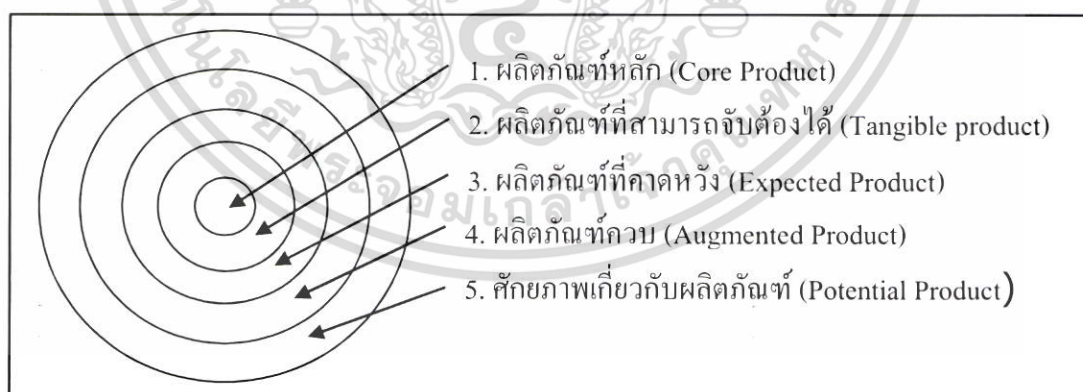 1. ผลิตภัณฑ์หลัก (Core Product)
2. ผลิตภัณฑ์ที่สามารถจับต้องได้ (Tangible product)
3. ผลิตภัณฑ์ที่คาดหวัง (Expected Product)
4. ผลิตภัณฑ์ควบ (Augmented Product)
5. ศักยภาพเกี่ยวกับผลิตภัณฑ์ (Potential Product)